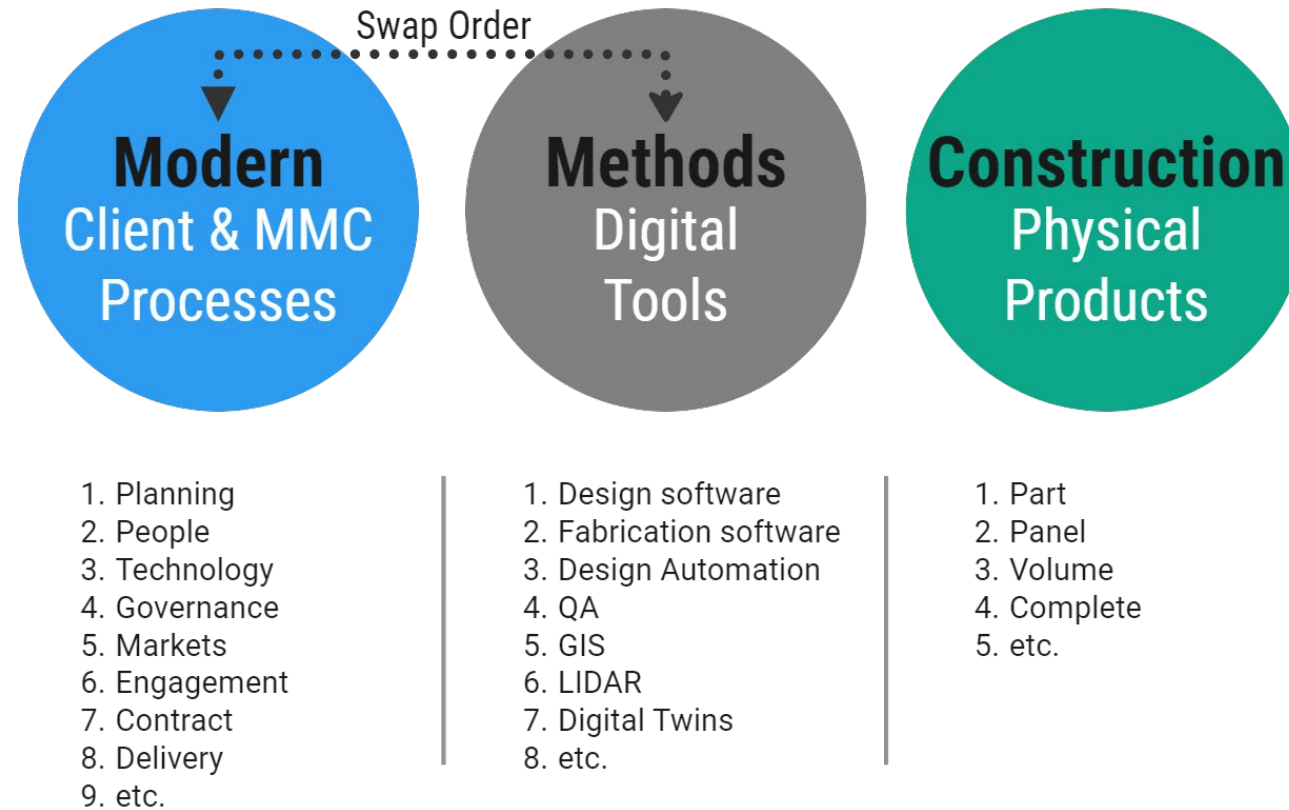 Swap Order
Modern
Client & MMC
Processes
Methods
Digital
Tools
Construction
Physical
Products
1. Planning
2. People
3. Technology
4. Governance
5. Markets
6. Engagement
7. Contract
8. Delivery
9. etc.
1. Design software
2. Fabrication software
3. Design Automation
4. QA
5. GIS
6. LIDAR
7. Digital Twins
8. etc.
1. Part
2. Panel
3. Volume
4. Complete
5. etc.